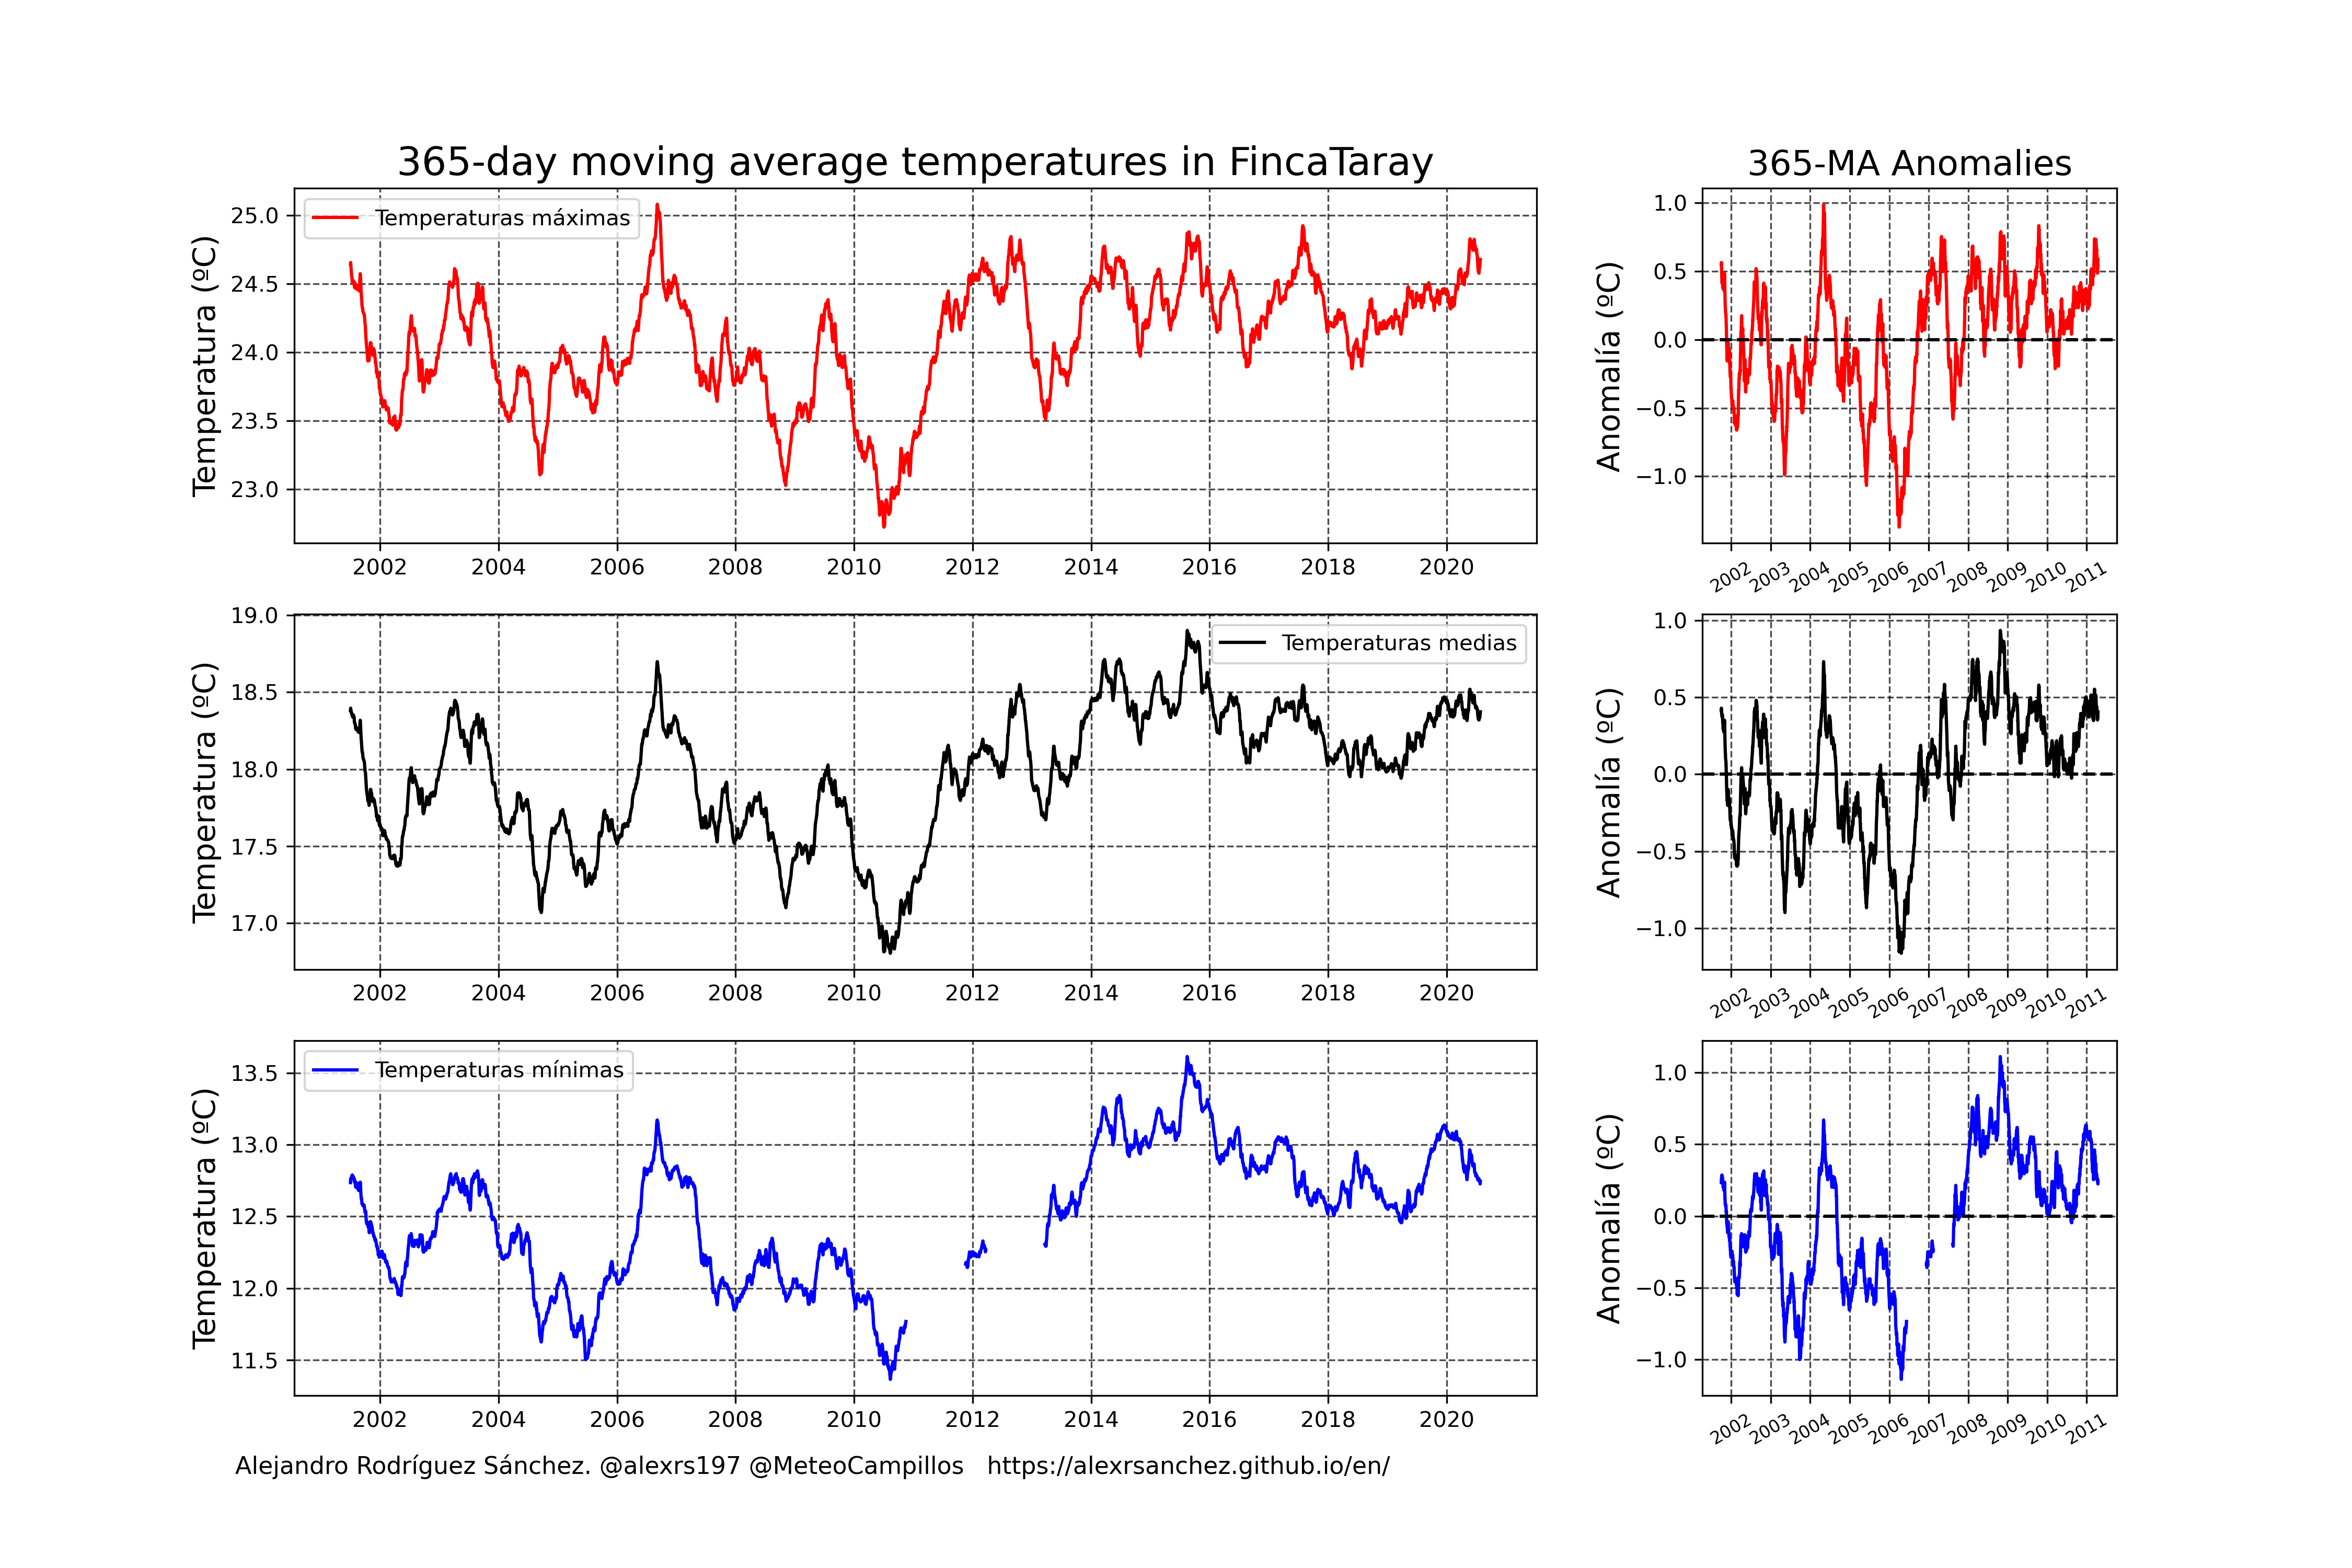 365-day moving average temperatures in FincaTaray
365-MA Anomalies
Temperatura (ºC)
25.0
24.5
24.0
23.5
23.0
Temperaturas máximas
2002 2004 2006 2008 2010 2012 2014 2016 2018 2020
Anomalía (ºC)
1.0
0.5
0.0
−0.5
−1.0
2002 2003 2004 2005 2006 2007 2008 2009 2010 2011
Temperatura (ºC)
19.0
18.5
18.0
17.5
17.0
Temperaturas medias
2002 2004 2006 2008 2010 2012 2014 2016 2018 2020
Anomalía (ºC)
1.0
0.5
0.0
−0.5
−1.0
2002 2003 2004 2005 2006 2007 2008 2009 2010 2011
Temperatura (ºC)
13.5
13.0
12.5
12.0
11.5
Temperaturas mínimas
2002 2004 2006 2008 2010 2012 2014 2016 2018 2020
Anomalía (ºC)
1.0
0.5
0.0
−0.5
−1.0
2002 2003 2004 2005 2006 2007 2008 2009 2010 2011
Alejandro Rodríguez Sánchez. @alexrs197 @MeteoCampillos https://alexrsanchez.github.io/en/